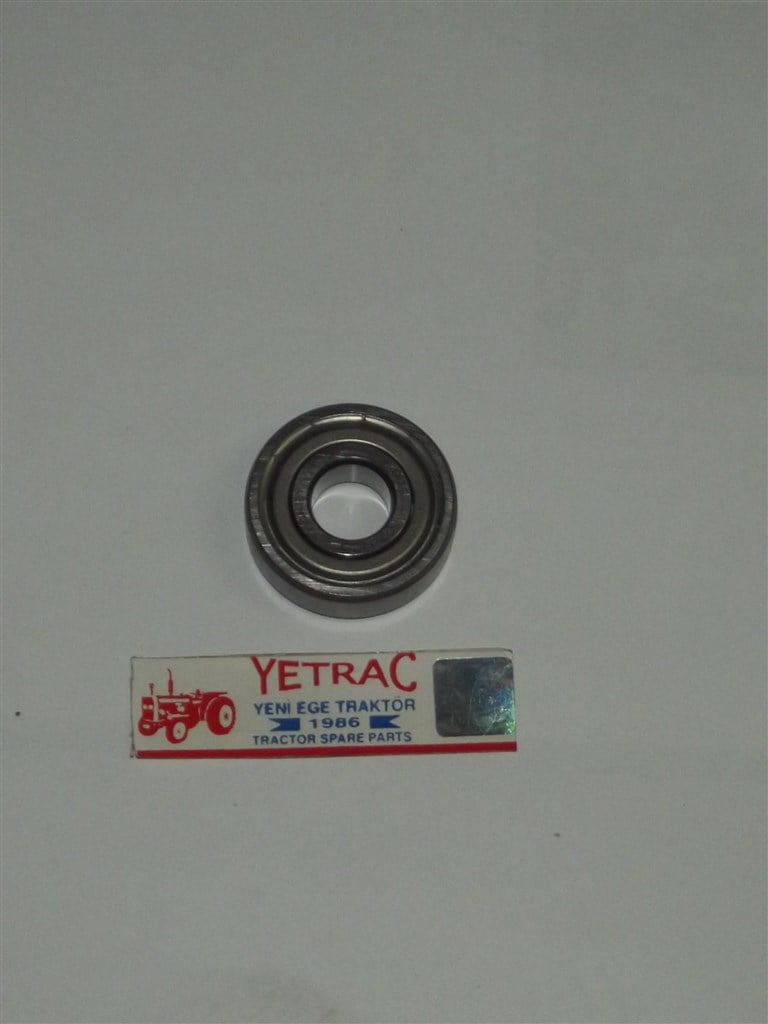 YETRAC
YENİ EGE TRAKTÖR
1986
TRACTOR SPARE PARTS